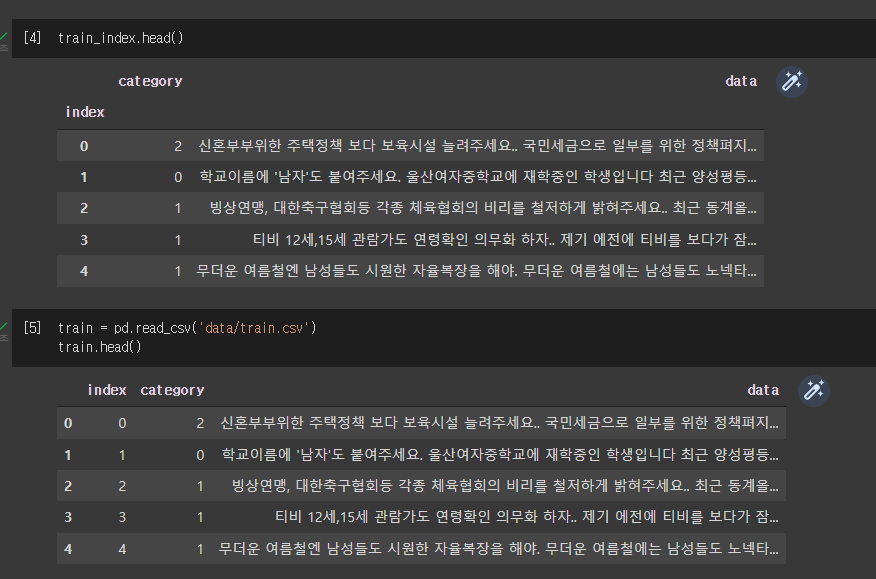 [4] train_index.head()
category data
index
0 2 신혼부부위한 주택정책 보다 보육시설 늘려주세요.. 국민세금으로 일부를 위한 정책펴지...
1 0 학교이름에 '남자'도 붙여주세요. 울산여자중학교에 재학중인 학생입니다 최근 양성평등...
2 1 빙상연맹, 대한축구협회등 각종 체육협회의 비리를 철저하게 밝혀주세요.. 최근 동계올...
3 1 티비 12세,15세 관람가도 연령확인 의무화 하자.. 제기 예전에 티비를 보다가 잠...
4 1 무더운 여름철엔 남성들도 시원한 자율복장을 해야. 무더운 여름철에는 남성들도 노넥타...
[5] train = pd.read_csv('data/train.csv')
train.head()
index category data
0 0 2 신혼부부위한 주택정책 보다 보육시설 늘려주세요.. 국민세금으로 일부를 위한 정책펴지...
1 1 0 학교이름에 '남자'도 붙여주세요. 울산여자중학교에 재학중인 학생입니다 최근 양성평등...
2 2 1 빙상연맹, 대한축구협회등 각종 체육협회의 비리를 철저하게 밝혀주세요.. 최근 동계올...
3 3 1 티비 12세,15세 관람가도 연령확인 의무화 하자.. 제기 예전에 티비를 보다가 잠...
4 4 1 무더운 여름철엔 남성들도 시원한 자율복장을 해야. 무더운 여름철에는 남성들도 노넥타...